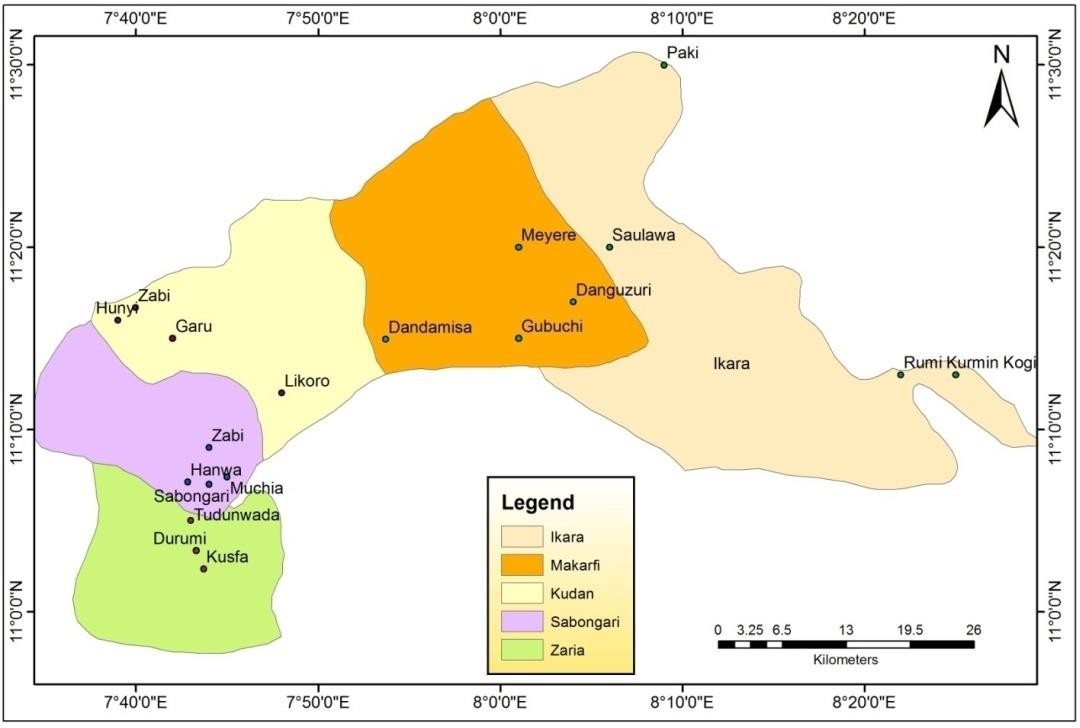 7°40'0"E 7°50'0"E 8°0'0"E 8°10'0"E 8°20'0"E
11°30'0"N
11°20'0"N
11°10'0"N
11°0'0"N
Paki
N
11°30'0"N
11°20'0"N
11°10'0"N
11°0'0"N
Meyere
Saulawa
Danguzuri
Zabi
Hunyi
Garu
Dandamisa
Gubuchi
Ikara
Rumi Kurmin Kogi
Likoro
Zabi
Hanwa
Sabongari
Muchia
Tudunwada
Durumi
Kusfa
Legend
Ikara
Makarfi
Kudan
Sabongari
Zaria
0 3.25 6.5 13 19.5 26
Kilometers
7°40'0"E 7°50'0"E 8°0'0"E 8°10'0"E 8°20'0"E